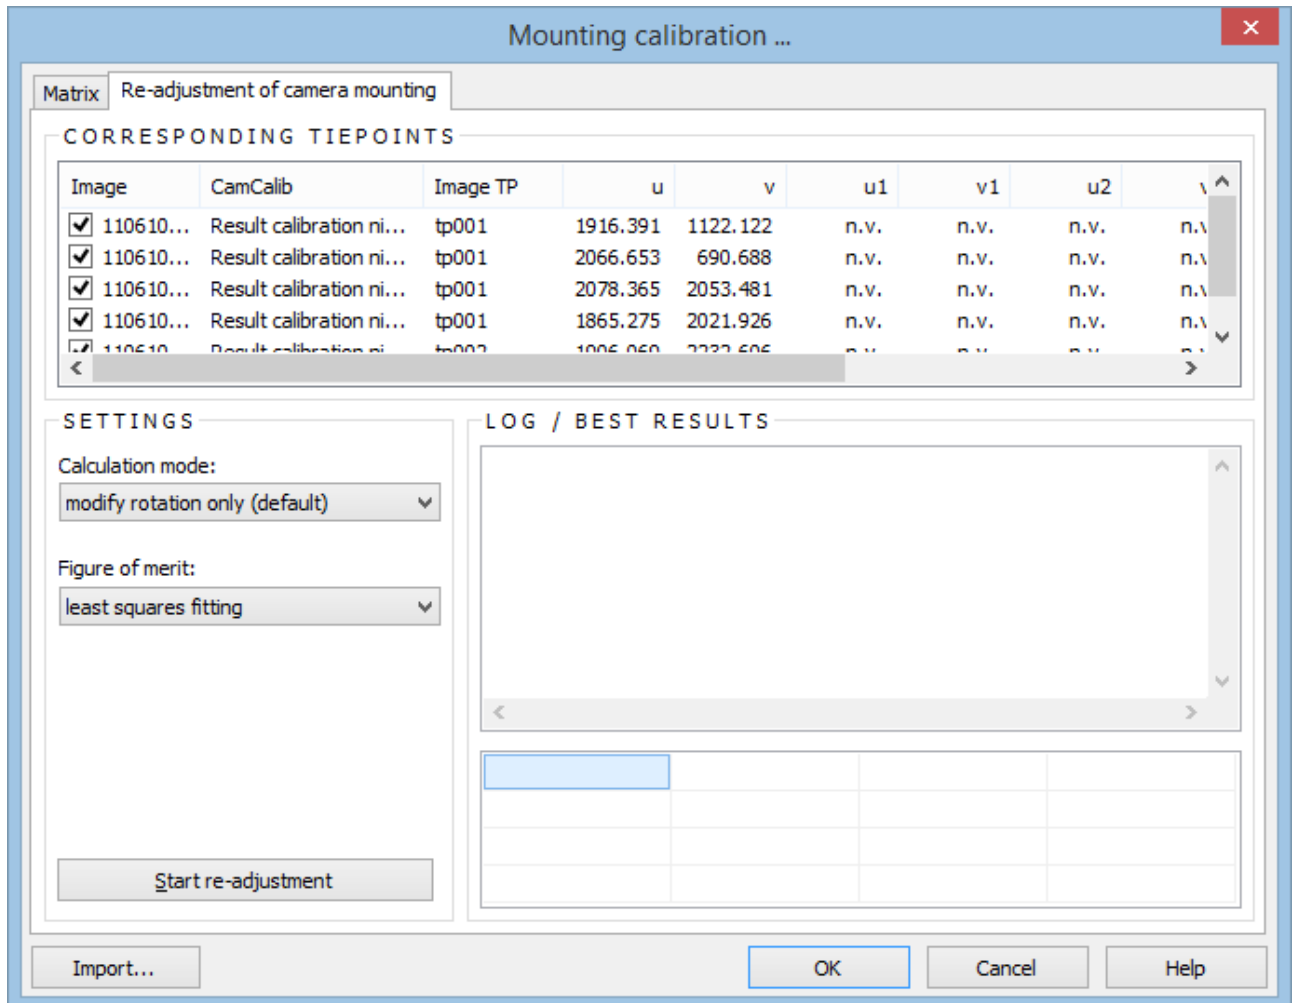 Mounting calibration ...
Matrix Re-adjustment of camera mounting
CORRESPONDING TIEPOINTS
Image CamCalib Image TP u v u1 v1 u2
110610... Result calibration ni... tp001 1916.391 1122.122 n.v. n.v. n.v. n.v
110610... Result calibration ni... tp001 2066.653 690.688 n.v. n.v. n.v. n.v
110610... Result calibration ni... tp001 2078.365 2053.481 n.v. n.v. n.v. n.v
110610... Result calibration ni... tp001 1865.275 2021.926 n.v. n.v. n.v. n.v
SETTINGS
Calculation mode:
modify rotation only (default)
Figure of merit:
least squares fitting
Start re-adjustment
LOG / BEST RESULTS
Import... OK Cancel Help